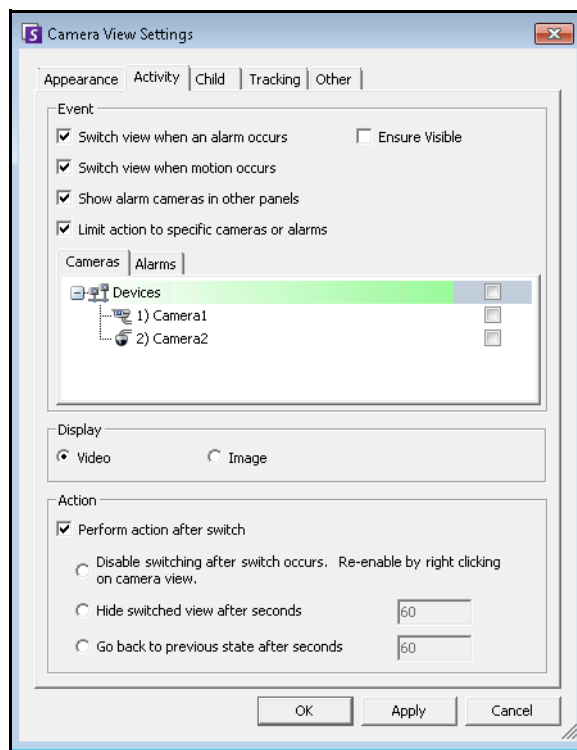 Camera View Settings
Appearance Activity Child Tracking Other
Event
Switch view when an alarm occurs Ensure Visible
Switch view when motion occurs
Show alarm cameras in other panels
Limit action to specific cameras or alarms
Cameras Alarms
Devices
1) Camera1
2) Camera2
Display
Video Image
Action
Perform action after switch
Disable switching after switch occurs. Re-enable by right clicking
on camera view.
Hide switched view after seconds 60
Go back to previous state after seconds 60
OK Apply Cancel